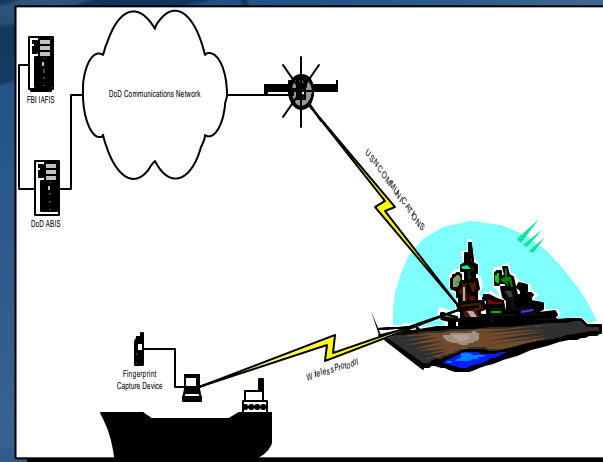 DoD Communications Network
FBI IAFIS
DoD ABIS
USN COMMUNICATIONS
Wireless Protocol
Fingerprint
Capture Device